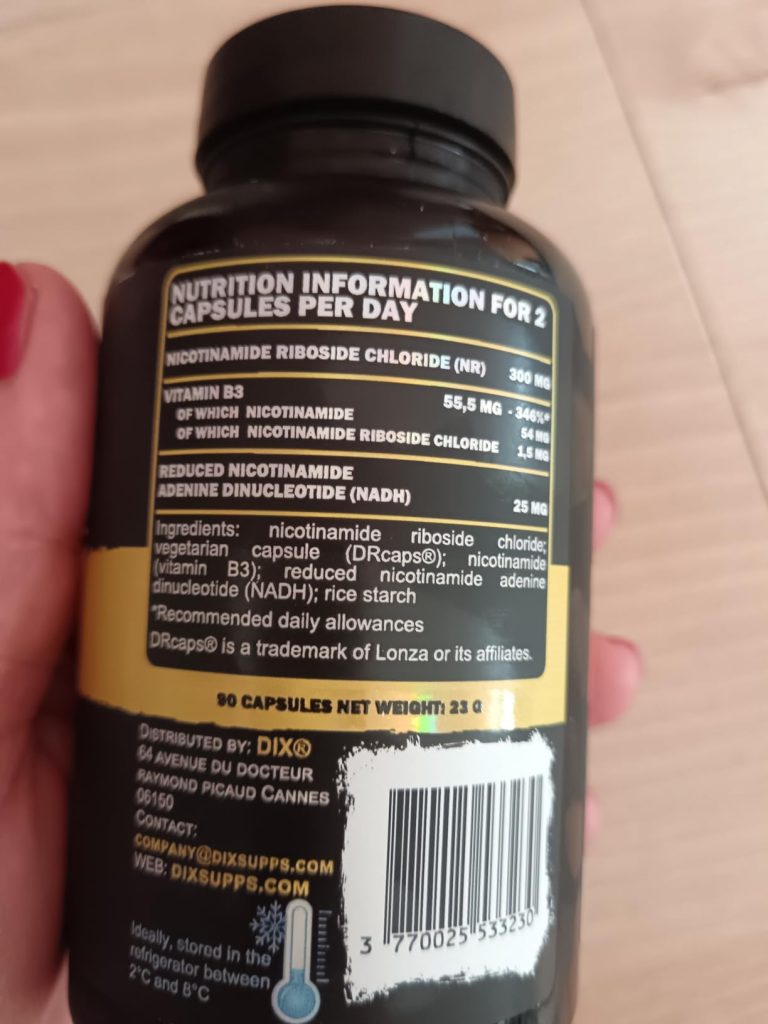 NUTRITION INFORMATION FOR 2
CAPSULES PER DAY
NICOTINAMIDE RIBOSIDE CHLORIDE (NR) 300 MG
VITAMIN B3 55,5 MG - 346%*
OF WHICH NICOTINAMIDE 54 MG
OF WHICH NICOTINAMIDE RIBOSIDE CHLORIDE 1,5 MG
REDUCED NICOTINAMIDE
ADENINE DINUCLEOTIDE (NADH) 25 MG
Ingredients: nicotinamide riboside chloride;
vegetarian capsule (DRcaps®); nicotinamide
(vitamin B3); reduced nicotinamide adenine
dinucleotide (NADH); rice starch
*Recommended daily allowances
DRcaps® is a trademark of Lonza or its affiliates.
90 CAPSULES NET WEIGHT: 23 G
DISTRIBUTED BY: DIX®
64 AVENUE DU DOCTEUR
RAYMOND PICAUD CANNES
06150
CONTACT:
COMPANY@DIXSUPPS.COM
WEB: DIXSUPPS.COM
Ideally, stored in the
refrigerator between
2°C and 8°C
3 770025 533230